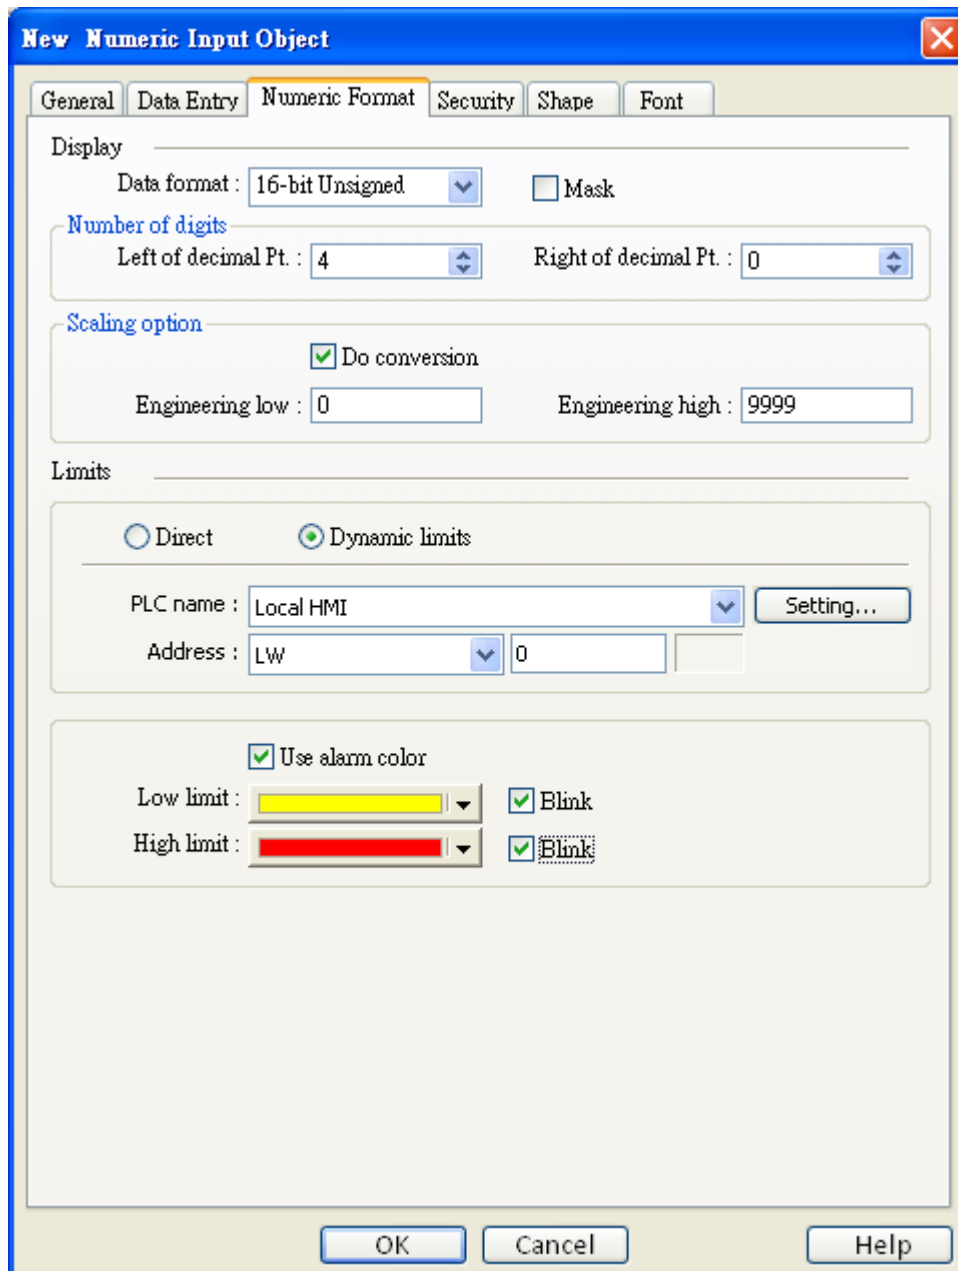 New Numeric Input Object
General Data Entry Numeric Format Security Shape Font
Display
Data format : 16-bit Unsigned Mask
Number of digits
Left of decimal Pt. : 4 Right of decimal Pt. : 0
Scaling option
Do conversion
Engineering low : 0 Engineering high : 9999
Limits
Direct Dynamic limits
PLC name : Local HMI Setting...
Address : LW 0
Use alarm color
Low limit : Blink
High limit : Blink
OK Cancel Help